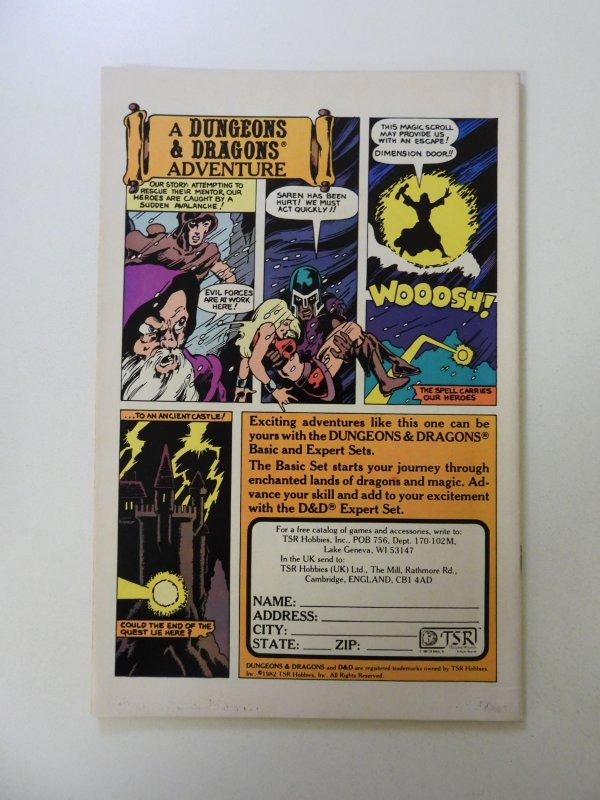 A DUNGEONS
& DRAGONS®
ADVENTURE
OUR STORY: ATTEMPTING TO
RESCUE THEIR MENTOR, OUR
HEROES ARE CAUGHT BY A
SUDDEN AVALANCHE!
EVIL FORCES
ARE AT WORK
HERE!
SAREN HAS BEEN
HURT! WE MUST
ACT QUICKLY!!
THIS MAGIC SCROLL
MAY PROVIDE US
WITH AN ESCAPE!
DIMENSION DOOR!!
WOOOSH!
THE SPELL CARRIES
OUR HEROES
...TO AN ANCIENT CASTLE!
COULD THE END OF THE
QUEST LIE HERE?
Exciting adventures like this one can be
yours with the DUNGEONS & DRAGONS®
Basic and Expert Sets.
The Basic Set starts your journey through
enchanted lands of dragons and magic. Ad-
vance your skill and add to your excitement
with the D&D® Expert Set.
For a free catalog of games and accessories, write to:
TSR Hobbies, Inc., POB 756, Dept. 170-102M,
Lake Geneva, WI 53147
In the UK send to:
TSR Hobbies (UK) Ltd., The Mill, Rathmore Rd.,
Cambridge, ENGLAND, CB1 4AD
NAME:
ADDRESS:
CITY:
STATE: ZIP:
TSR
DUNGEONS & DRAGONS and D&D are registered trademarks owned by TSR Hobbies,
Inc. ©1982 TSR Hobbies, Inc. All Rights Reserved.